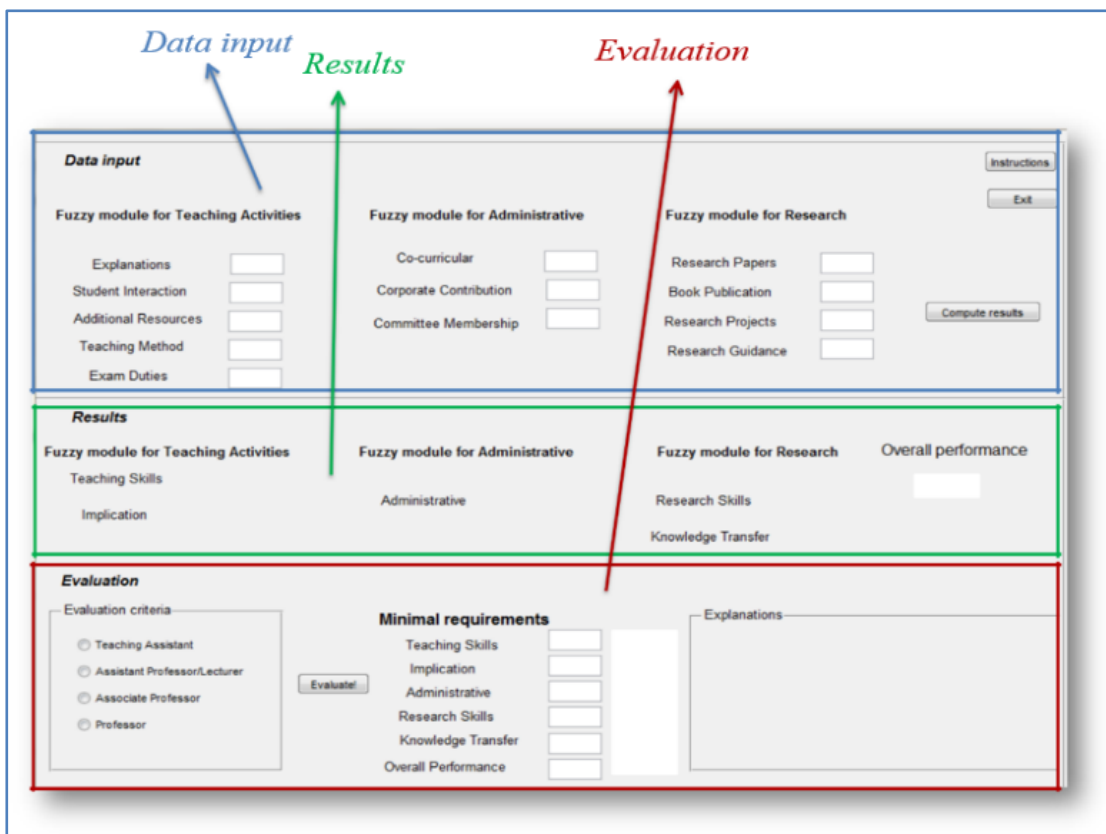 Data input
Results
Evaluation
Data input
Instructions
Exit
Fuzzy module for Teaching Activities
Fuzzy module for Administrative
Fuzzy module for Research
Explanations
Co-curricular
Research Papers
Student Interaction
Corporate Contribution
Book Publication
Additional Resources
Committee Membership
Research Projects
Compute results
Teaching Method
Research Guidance
Exam Duties
Results
Fuzzy module for Teaching Activities
Fuzzy module for Administrative
Fuzzy module for Research
Overall performance
Teaching Skills
Administrative
Research Skills
Implication
Knowledge Transfer
Evaluation
Evaluation criteria
Teaching Assistant
Assistant Professor/Lecturer
Associate Professor
Professor
Evaluate!
Minimal requirements
Teaching Skills
Implication
Administrative
Research Skills
Knowledge Transfer
Overall Performance
Explanations